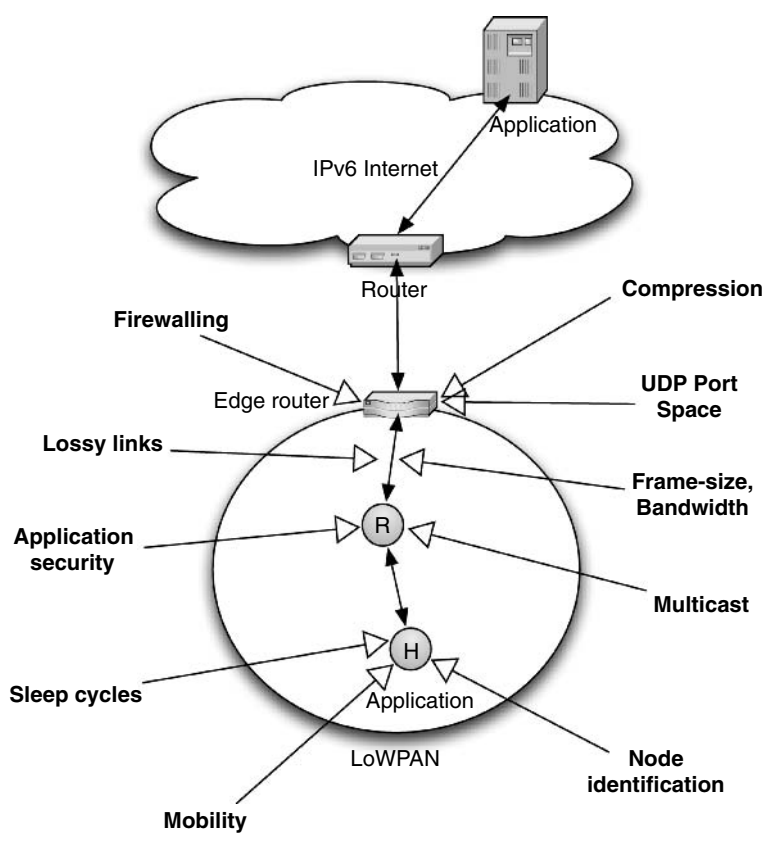 Application
IPv6 Internet
Router
Compression
Firewalling
Edge router
UDP Port
Space
Lossy links
Frame-size,
Bandwidth
R
Application
security
Multicast
H
Sleep cycles
Application
LoWPAN
Node
identification
Mobility